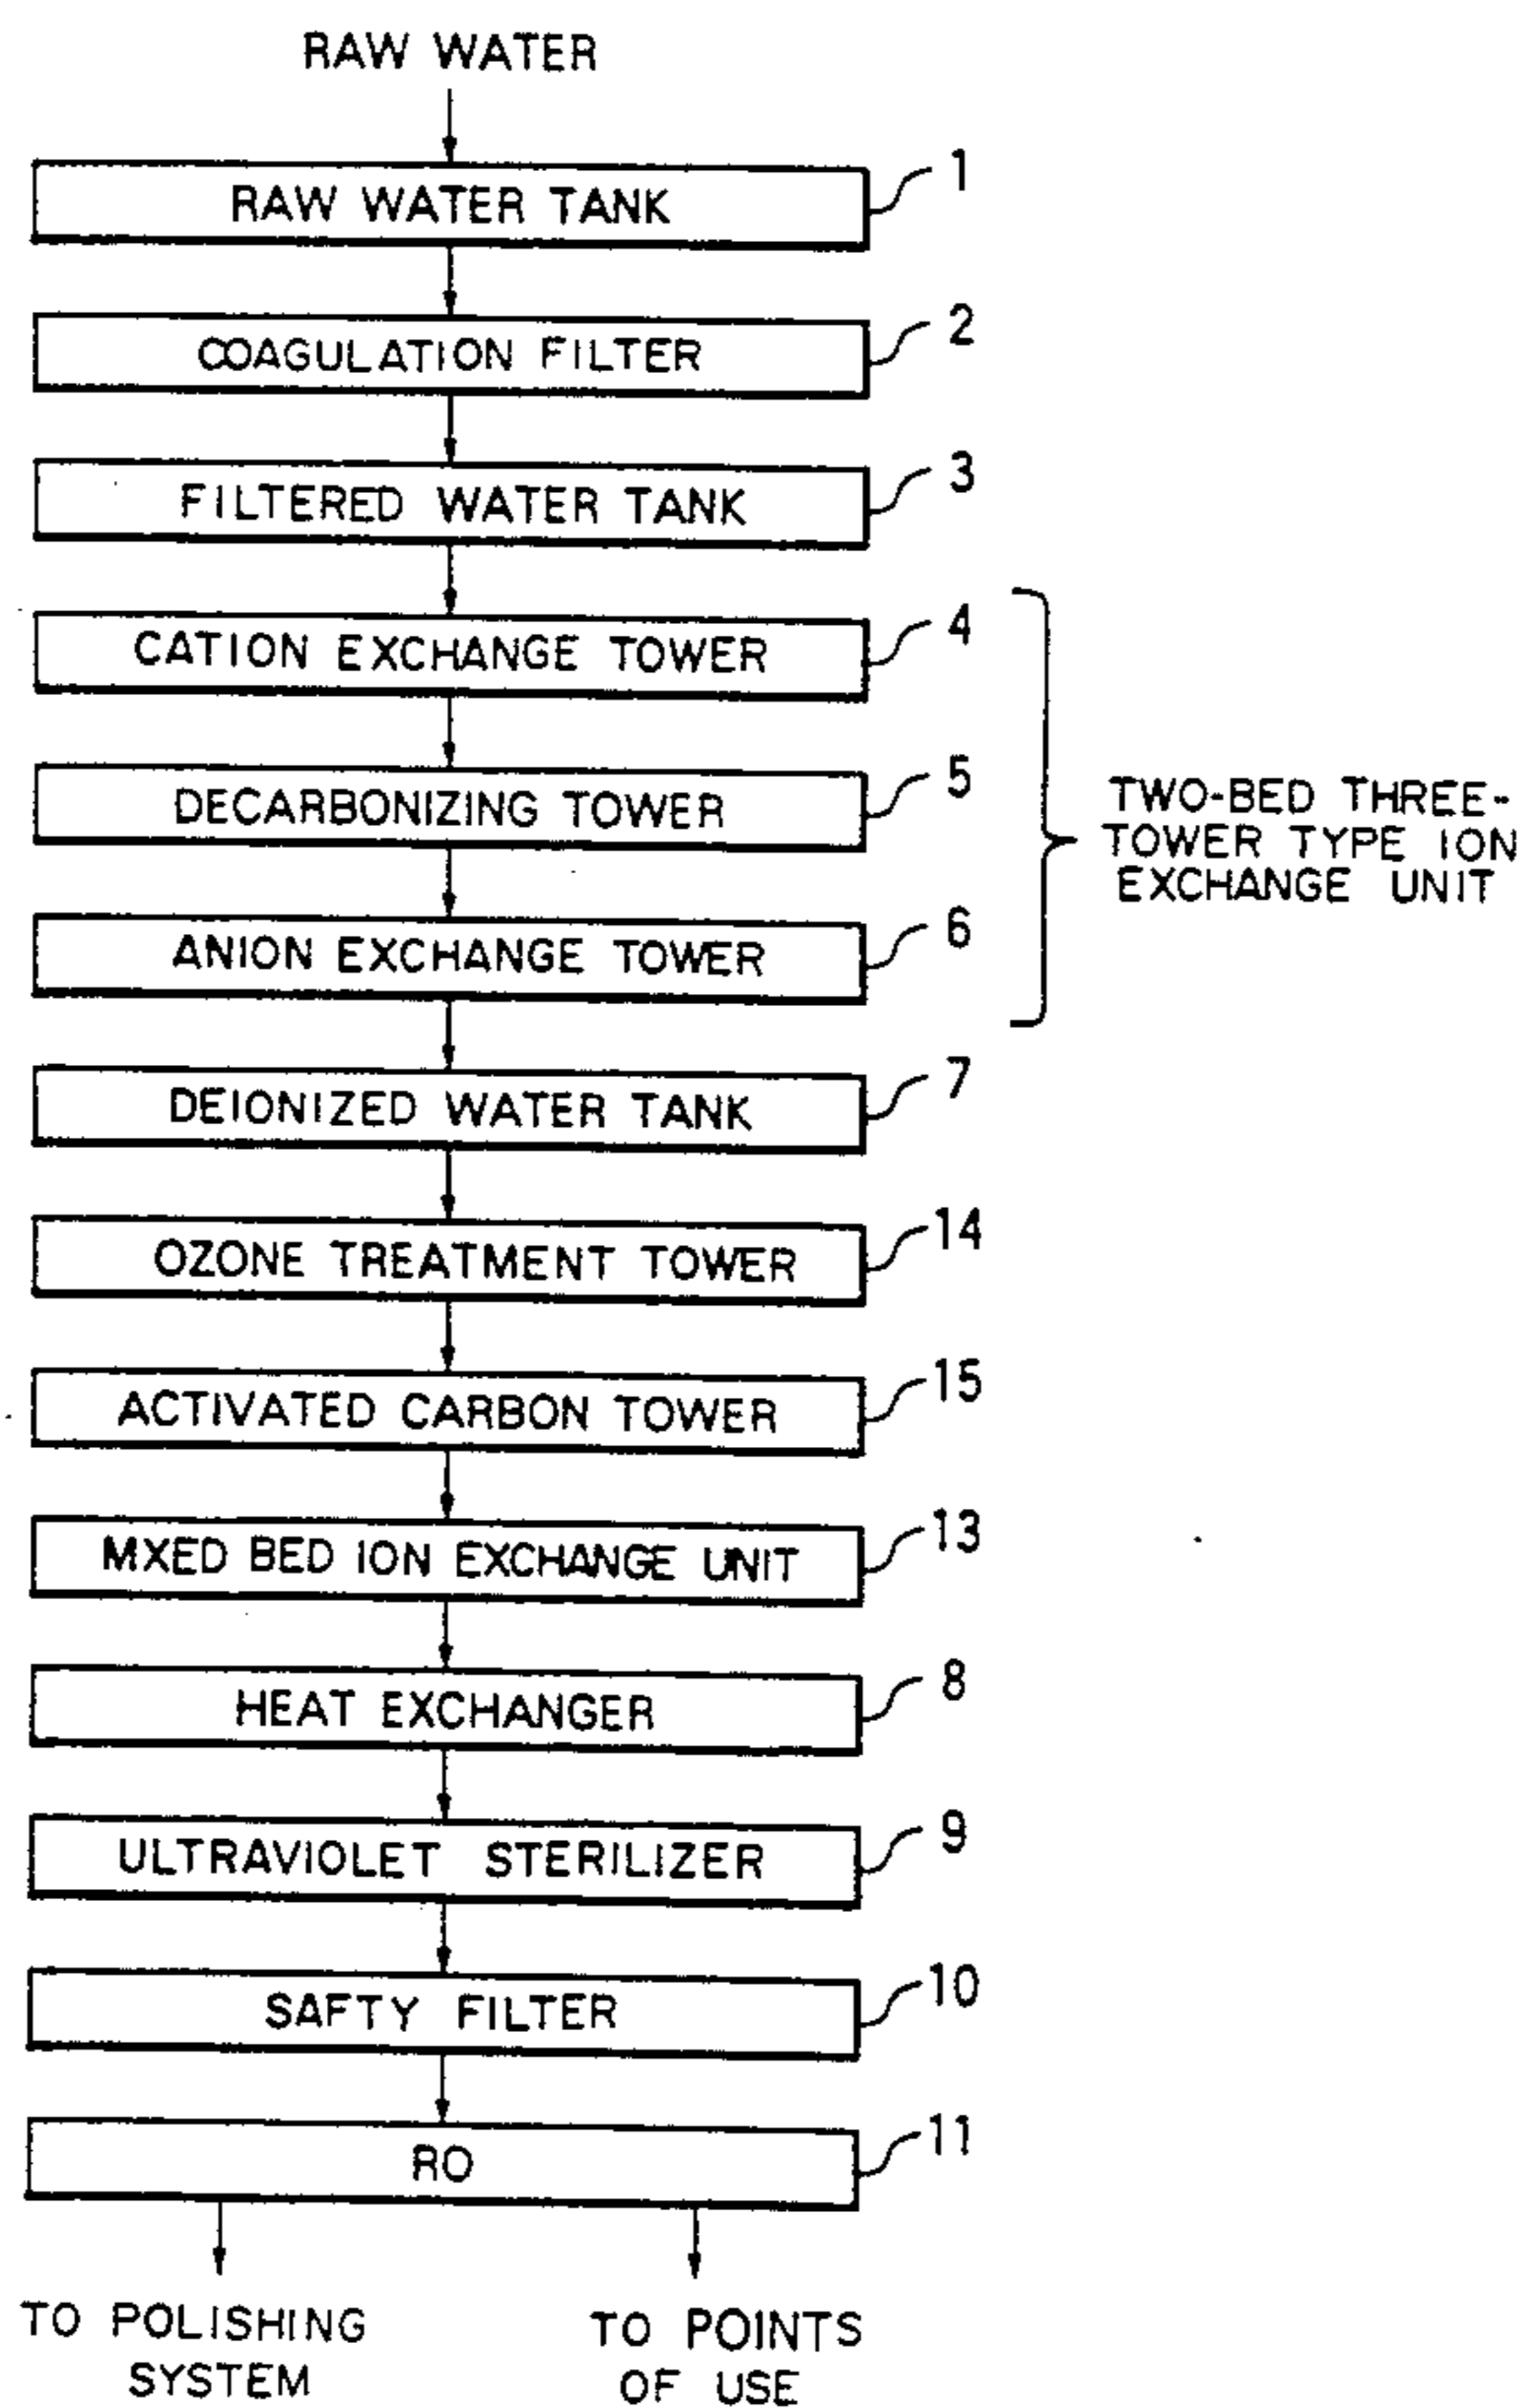 RAW WATER
RAW WATER TANK 1
COAGULATION FILTER 2
FILTERED WATER TANK 3
CATION EXCHANGE TOWER 4
DECARBONIZING TOWER 5
TWO-BED THREE-
TOWER TYPE ION
EXCHANGE UNIT
ANION EXCHANGE TOWER 6
DEIONIZED WATER TANK 7
OZONE TREATMENT TOWER 14
ACTIVATED CARBON TOWER 15
MXED BED ION EXCHANGE UNIT 13
HEAT EXCHANGER 8
ULTRAVIOLET STERILIZER 9
SAFTY FILTER 10
RO 11
TO POLISHING
SYSTEM
TO POINTS
OF USE